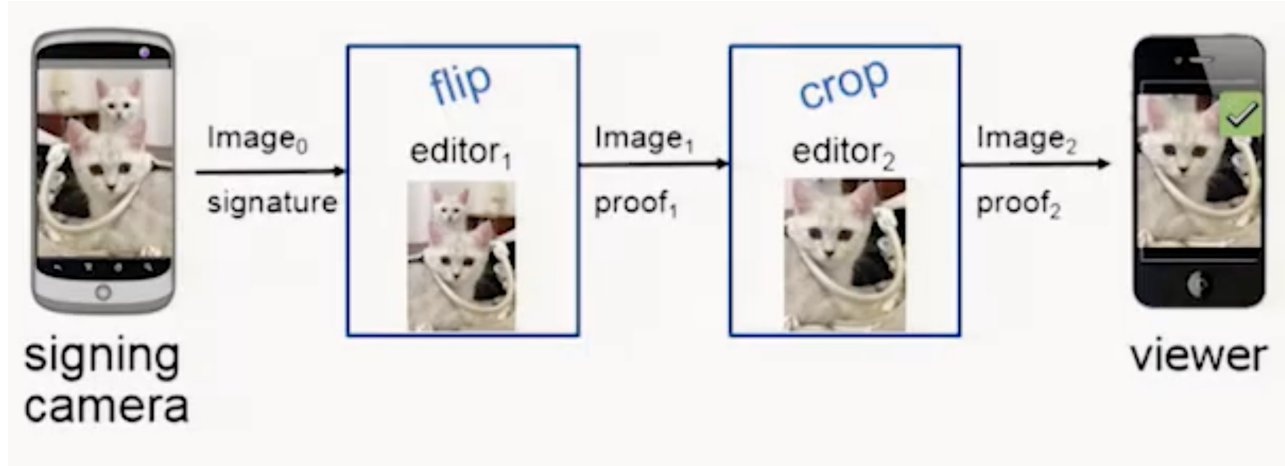 signing
camera
Image₀
signature
flip
editor₁
Image₁
proof₁
crop
editor₂
Image₂
proof₂
viewer